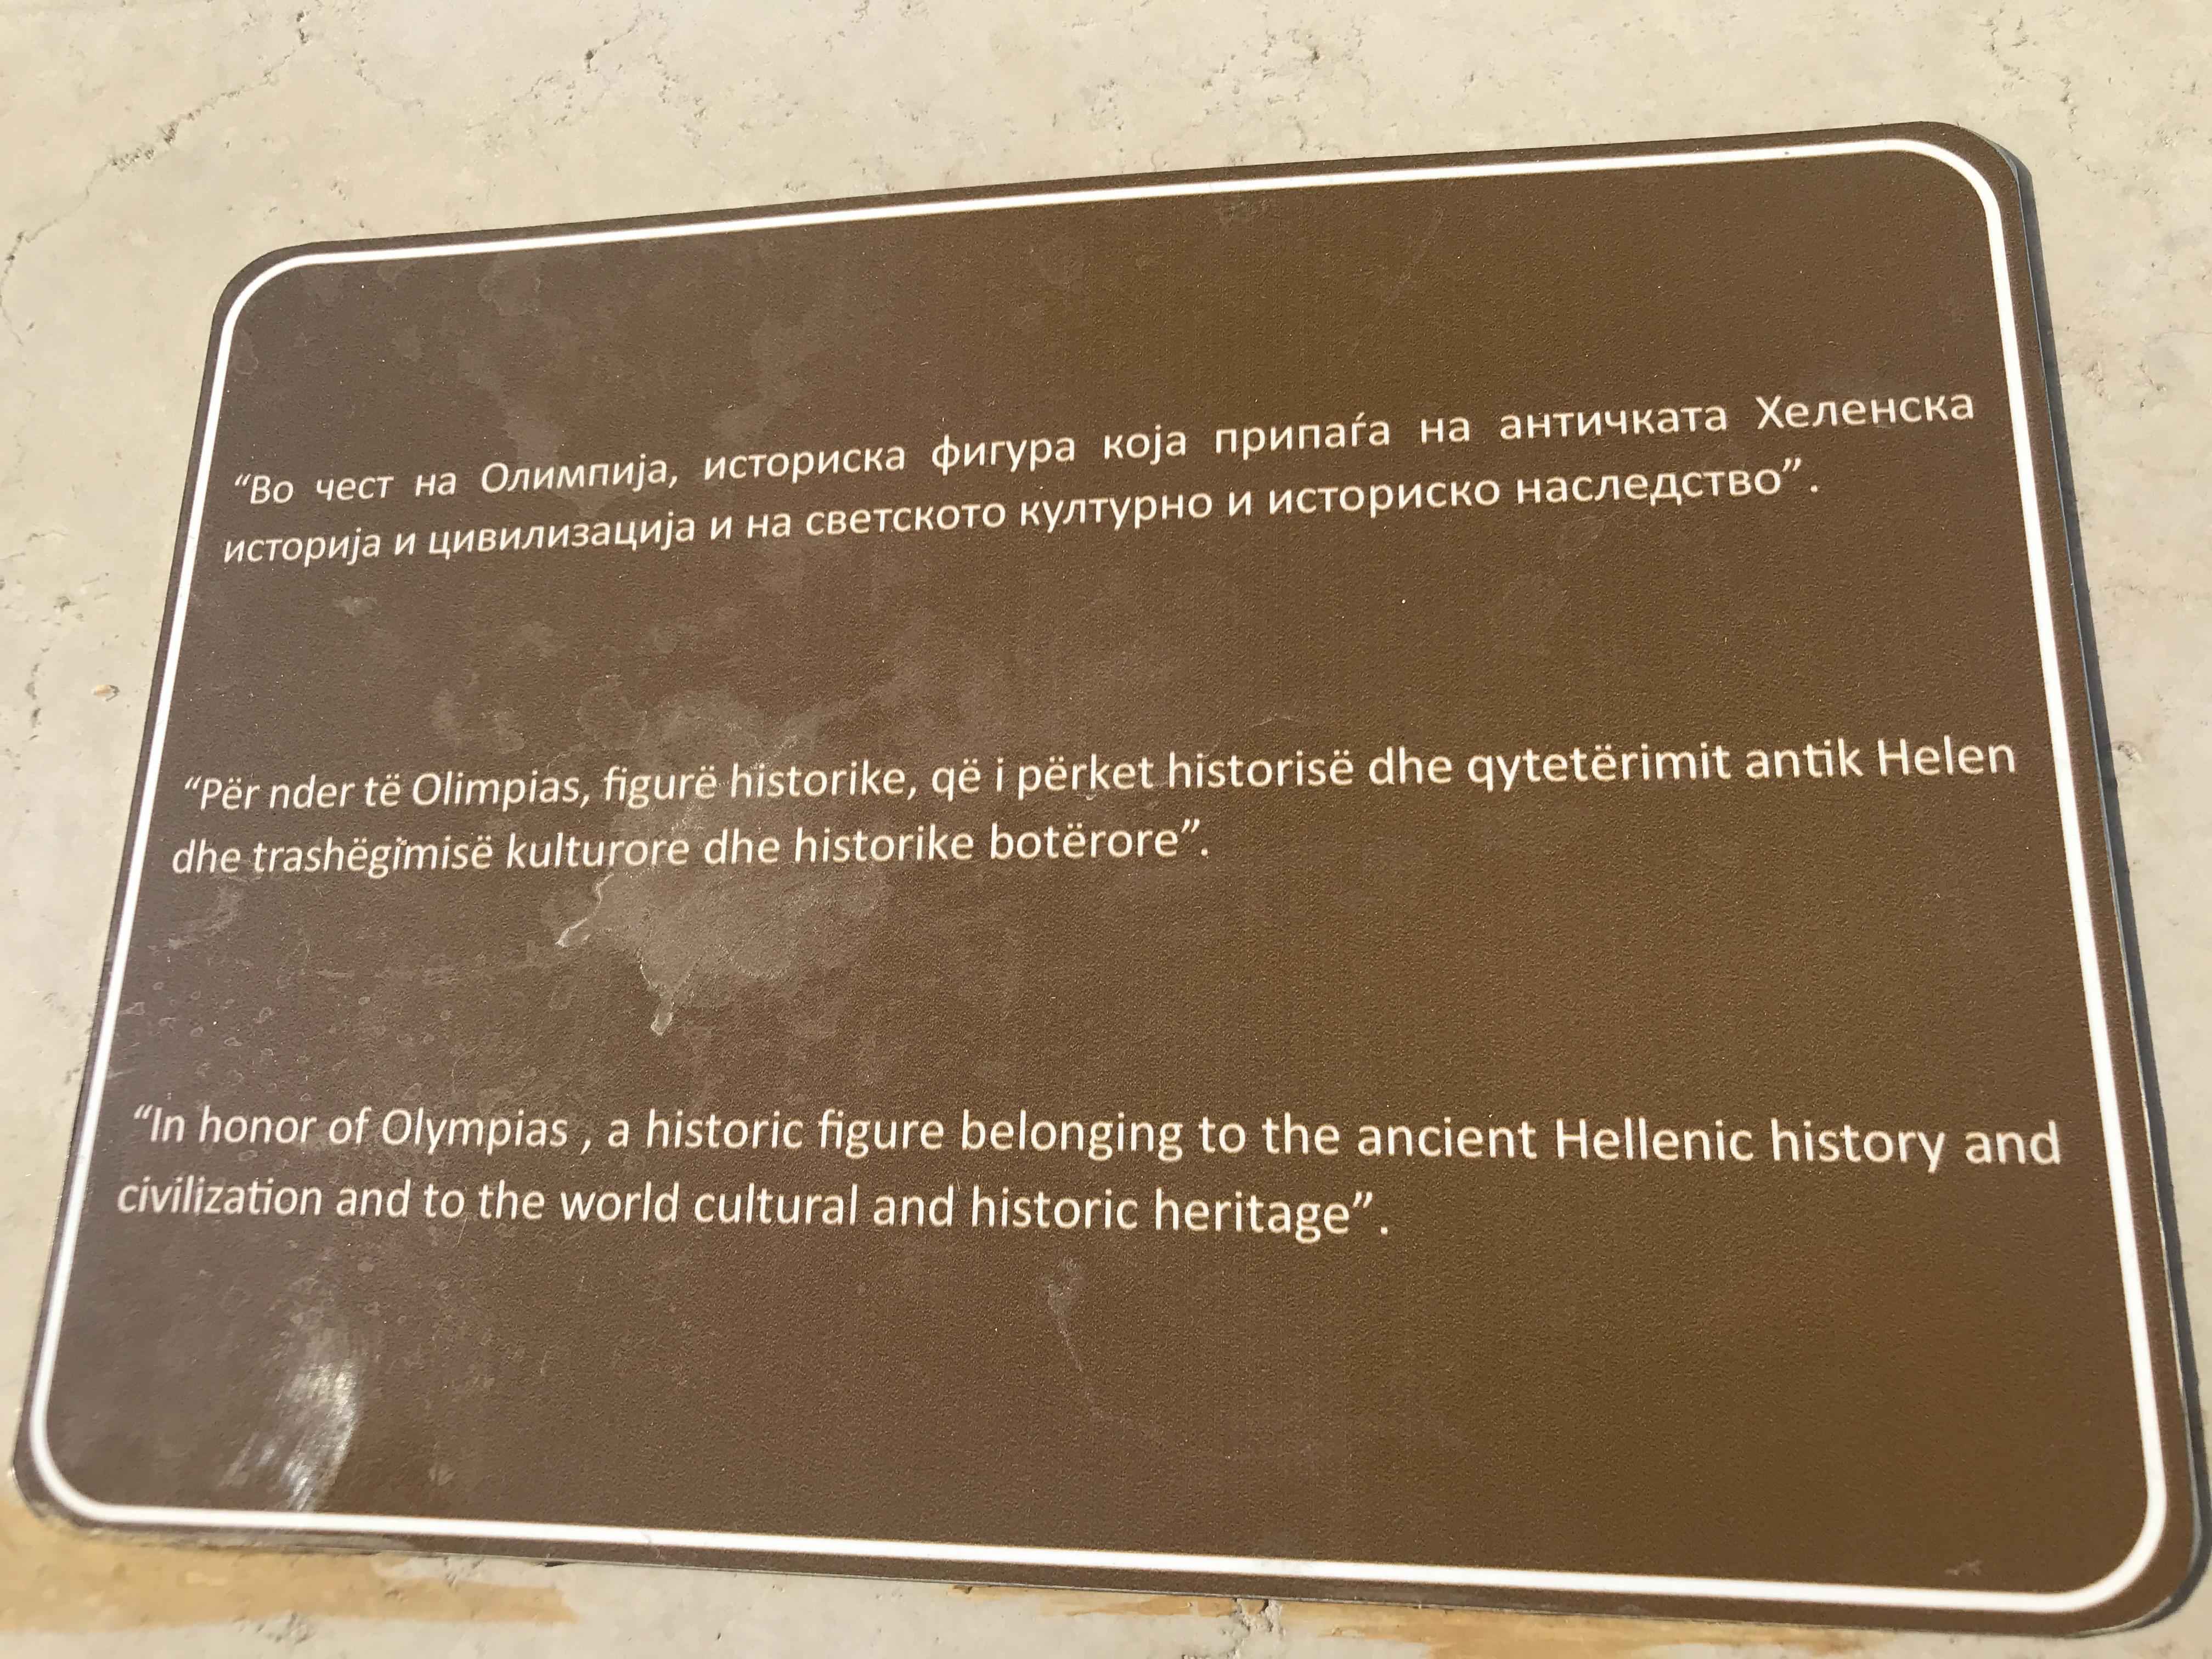 “Во чест на Олимпија, историска фигура која припаѓа на античката Хеленска
историја и цивилизација и на светското културно и историско наследство”.
“Për nder të Olimpias, figurë historike, që i përket historisë dhe qytetërimit antik Helen
dhe trashëgimisë kulturore dhe historike botërore”.
“In honor of Olympias , a historic figure belonging to the ancient Hellenic history and
civilization and to the world cultural and historic heritage”.